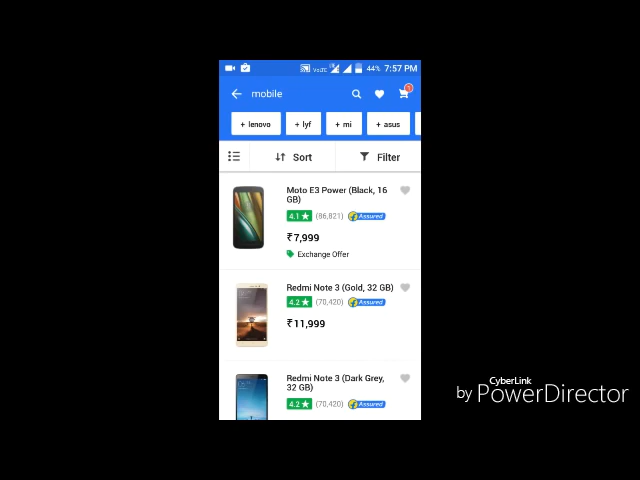 VoLTE 44% 7:57 PM
mobile 1
+ lenovo + lyf + mi + asus
Sort Filter
Moto E3 Power (Black, 16
GB)
4.1 (86,821) Assured
₹7,999
Exchange Offer
Redmi Note 3 (Gold, 32 GB)
4.2 (70,420) Assured
₹11,999
Redmi Note 3 (Dark Grey,
32 GB)
4.2 (70,420) Assured
CyberLink
by PowerDirector